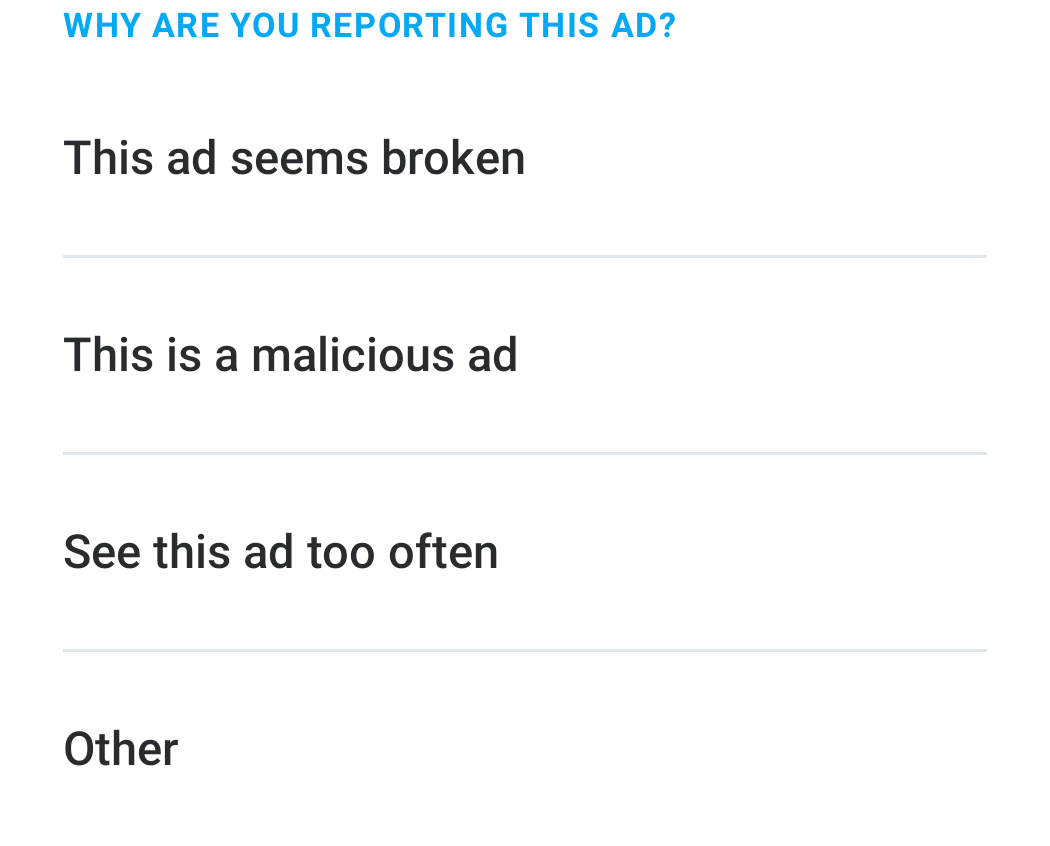 WHY ARE YOU REPORTING THIS AD?
This ad seems broken
This is a malicious ad
See this ad too often
Other